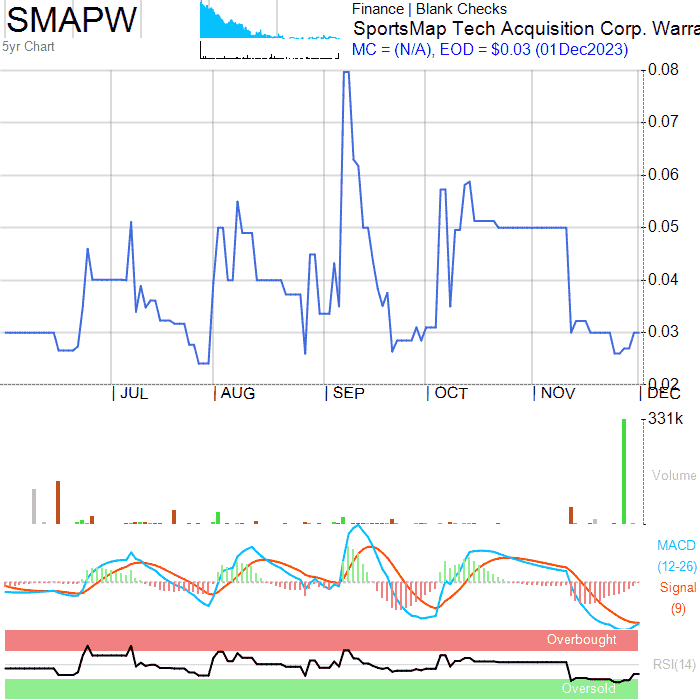 SMAPW
5yr Chart
Finance | Blank Checks
SportsMap Tech Acquisition Corp. Warra
MC = (N/A), EOD = $0.03 (01Dec2023)
0.08
0.07
0.06
0.05
0.04
0.03
0.02
JUL AUG SEP OCT NOV DEC
331k
Volume
MACD
(12-26)
Signal
(9)
Overbought
RSI(14)
Oversold